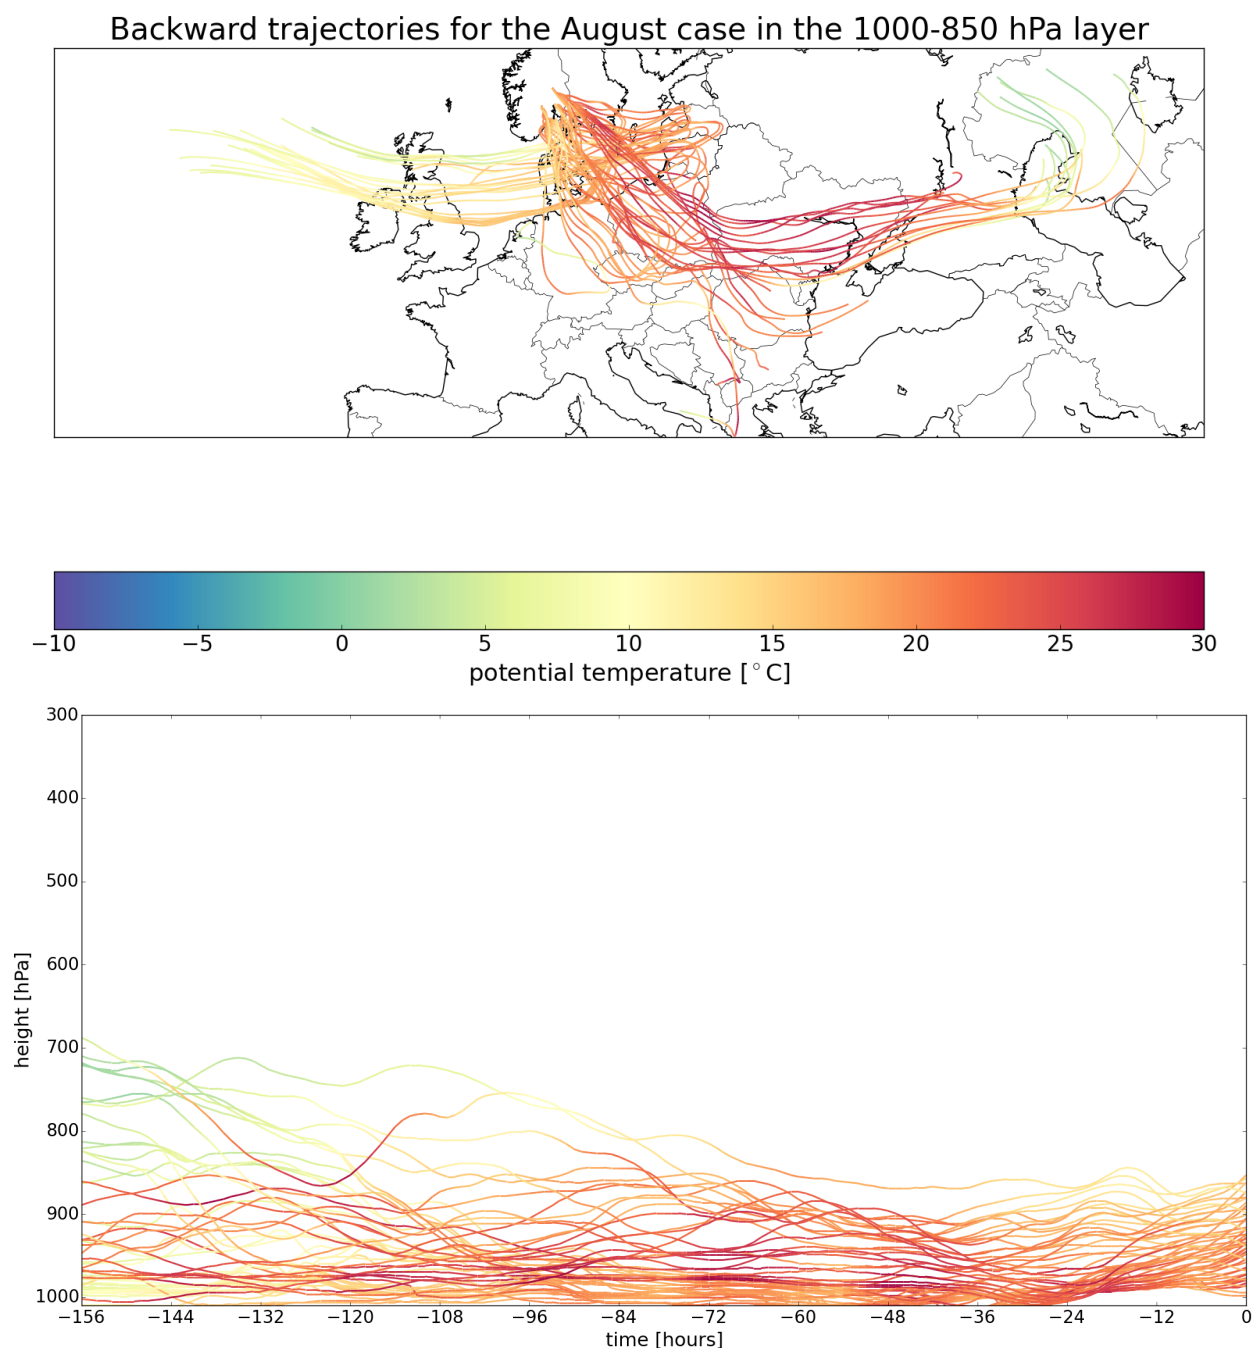 Backward trajectories for the August case in the 1000-850 hPa layer
−10 −5 0 5 10 15 20 25 30
potential temperature [°C]
300
400
500
600
700
800
900
1000
height [hPa]
−156 −144 −132 −120 −108 −96 −84 −72 −60 −48 −36 −24 −12 0
time [hours]